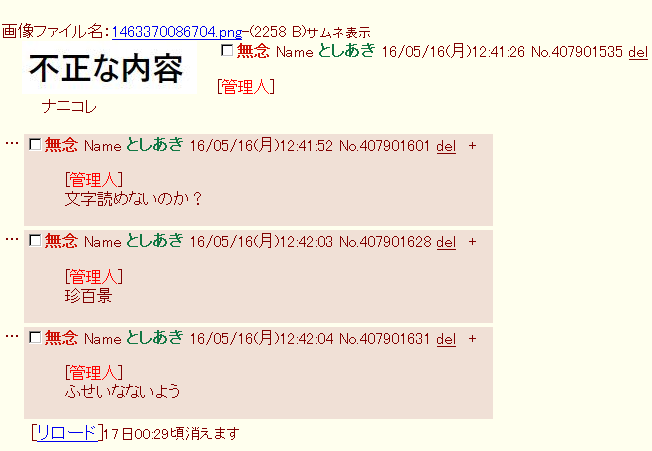 画像ファイル名：1463370086704.png-(2258 B)サムネ表示
不正な内容
無念 Name としあき 16/05/16(月)12:41:26 No.407901535 del
[管理人]
ナニコレ
… 無念 Name としあき 16/05/16(月)12:41:52 No.407901601 del +
[管理人]
文字読めないのか？
… 無念 Name としあき 16/05/16(月)12:42:03 No.407901628 del +
[管理人]
珍百景
… 無念 Name としあき 16/05/16(月)12:42:04 No.407901631 del +
[管理人]
ふせいなないよう
[リロード]17日00:29頃消えます